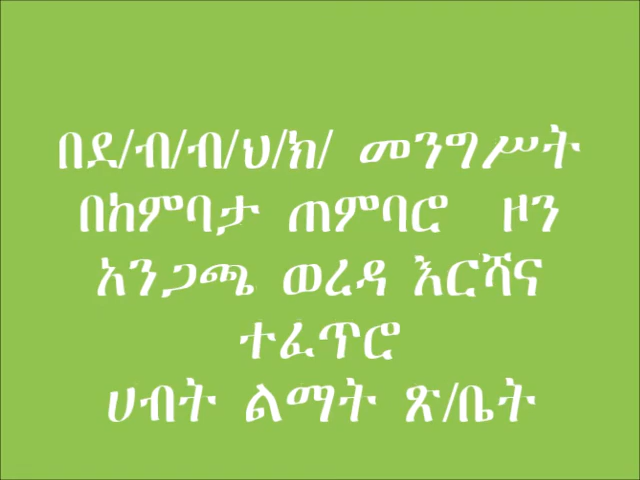 በደ/ብ/ብ/ህ/ክ/ መንግሥት
በከምባታ ጠምባሮ ዞን
አንጋጫ ወረዳ እርሻና
ተፈጥሮ
ሀብት ልማት ጽ/ቤት